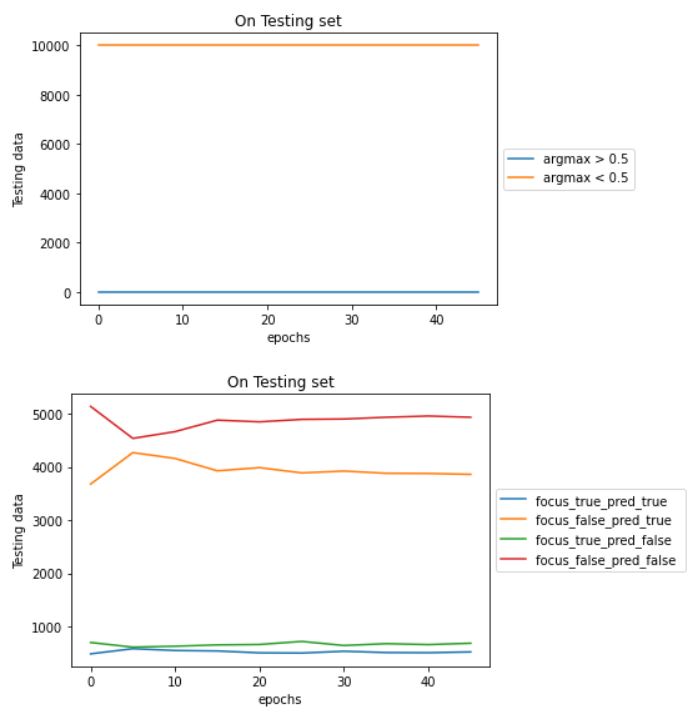 On Testing set
10000
8000
6000
4000
2000
0
Testing data
0 10 20 30 40
epochs
argmax > 0.5
argmax < 0.5
On Testing set
5000
4000
3000
2000
1000
Testing data
0 10 20 30 40
epochs
focus_true_pred_true
focus_false_pred_true
focus_true_pred_false
focus_false_pred_false